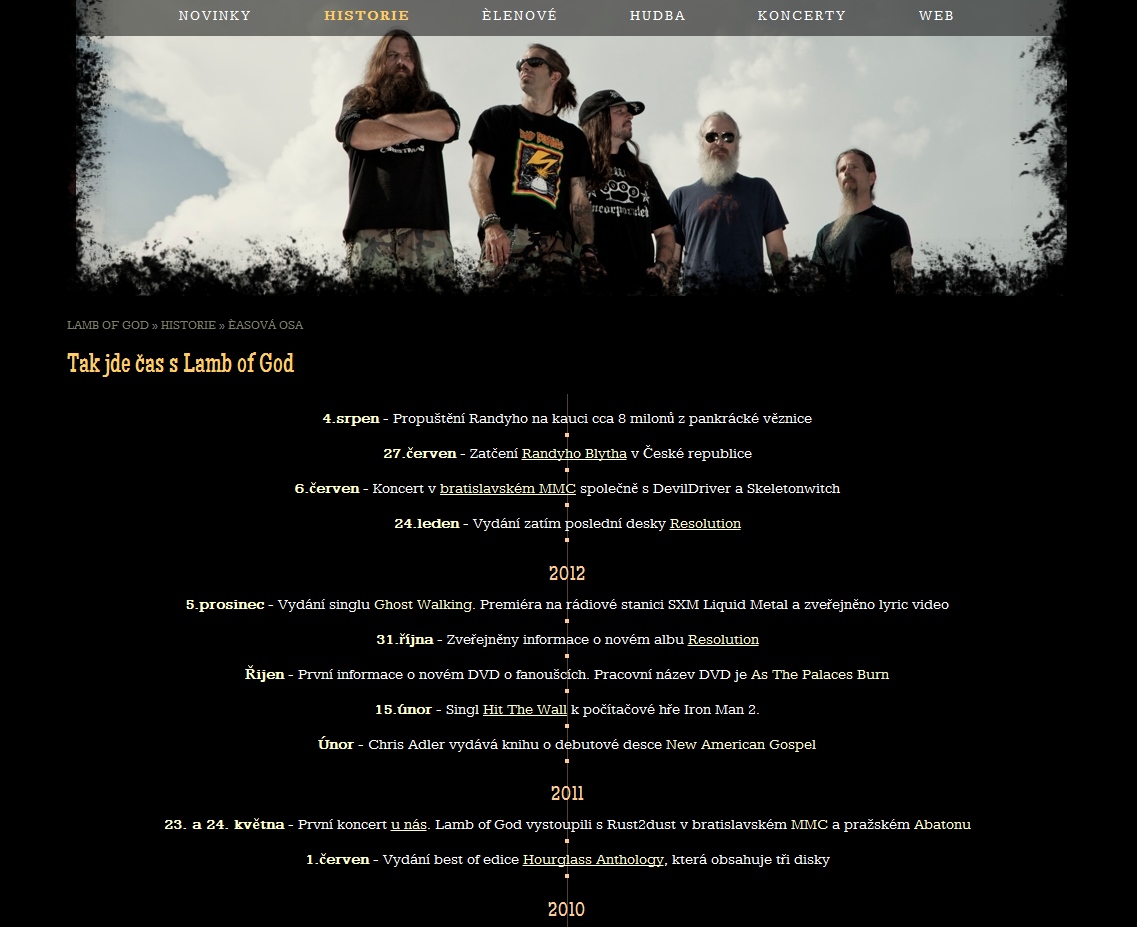 NOVINKY HISTORIE ÈLENOVÉ HUDBA KONCERTY WEB
LAMB OF GOD » HISTORIE » ÈASOVÁ OSA
Tak jde čas s Lamb of God
4.srpen - Propuštění Randyho na kauci cca 8 milonů z pankrácké věznice
27.červen - Zatčení Randyho Blytha v České republice
6.červen - Koncert v bratislavském MMC společně s DevilDriver a Skeletonwitch
24.leden - Vydání zatím poslední desky Resolution
2012
5.prosinec - Vydání singlu Ghost Walking. Premiéra na rádiové stanici SXM Liquid Metal a zveřejněno lyric video
31.října - Zveřejněny informace o novém albu Resolution
Řijen - První informace o novém DVD o fanoušcích. Pracovní název DVD je As The Palaces Burn
15.únor - Singl Hit The Wall k počítačové hře Iron Man 2.
Únor - Chris Adler vydává knihu o debutové desce New American Gospel
2011
23. a 24. května - První koncert u nás. Lamb of God vystoupili s Rust2dust v bratislavském MMC a pražském Abatonu
1.červen - Vydání best of edice Hourglass Anthology, která obsahuje tři disky
2010